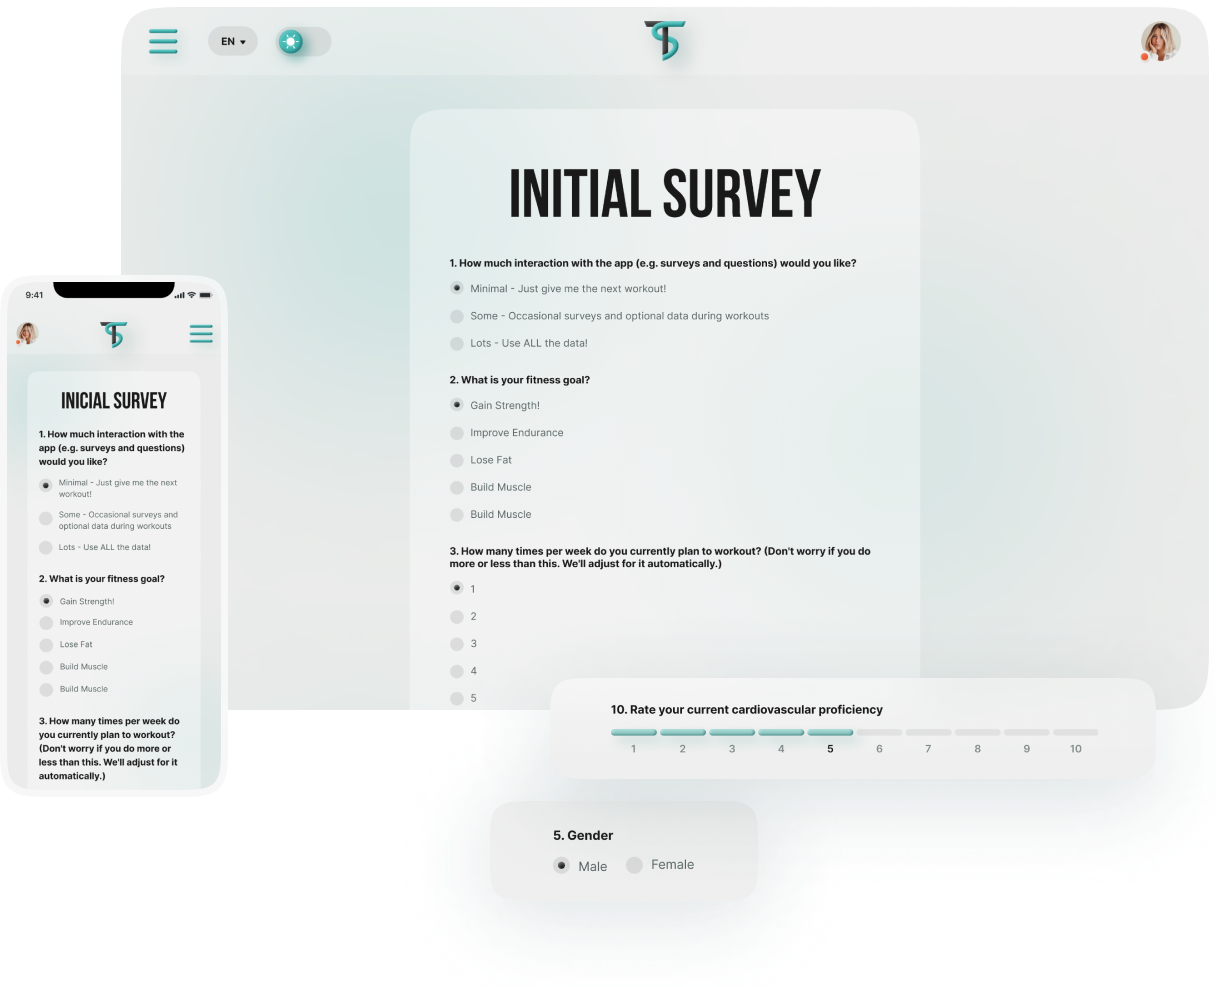 EN
INITIAL SURVEY
1. How much interaction with the app (e.g. surveys and questions) would you like?
Minimal - Just give me the next workout!
Some - Occasional surveys and optional data during workouts
Lots - Use ALL the data!
2. What is your fitness goal?
Gain Strength!
Improve Endurance
Lose Fat
Build Muscle
Build Muscle
3. How many times per week do you currently plan to workout? (Don't worry if you do
more or less than this. We'll adjust for it automatically.)
1
2
3
4
5
9:41
INICIAL SURVEY
1. How much interaction with the
app (e.g. surveys and questions)
would you like?
Minimal - Just give me the next
workout!
Some - Occasional surveys and
optional data during workouts
Lots - Use ALL the data!
2. What is your fitness goal?
Gain Strength!
Improve Endurance
Lose Fat
Build Muscle
Build Muscle
3. How many times per week do
you currently plan to workout?
(Don't worry if you do more or
less than this. We'll adjust for it
automatically.)
10. Rate your current cardiovascular proficiency
1 2 3 4 5 6 7 8 9 10
5. Gender
Male Female